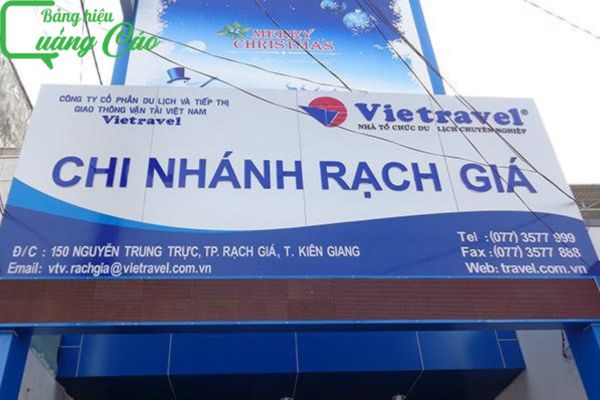 Bảng hiệu
Quảng Cáo
MERRY
CHRISTMAS
CÔNG TY CỔ PHẦN DU LỊCH VÀ TIẾP THỊ
GIAO THÔNG VẬN TẢI VIỆT NAM
Vietravel
Vietravel®
NHÀ TỔ CHỨC DU LỊCH CHUYÊN NGHIỆP
CHI NHÁNH RẠCH GIÁ
Đ/C : 150 NGUYỄN TRUNG TRỰC, TP. RẠCH GIÁ, T. KIÊN GIANG
Email: vtv.rachgia@vietravel.com.vn
Tel :(077) 3577 999
Fax :(077) 3577 888
Web: travel.com.vn